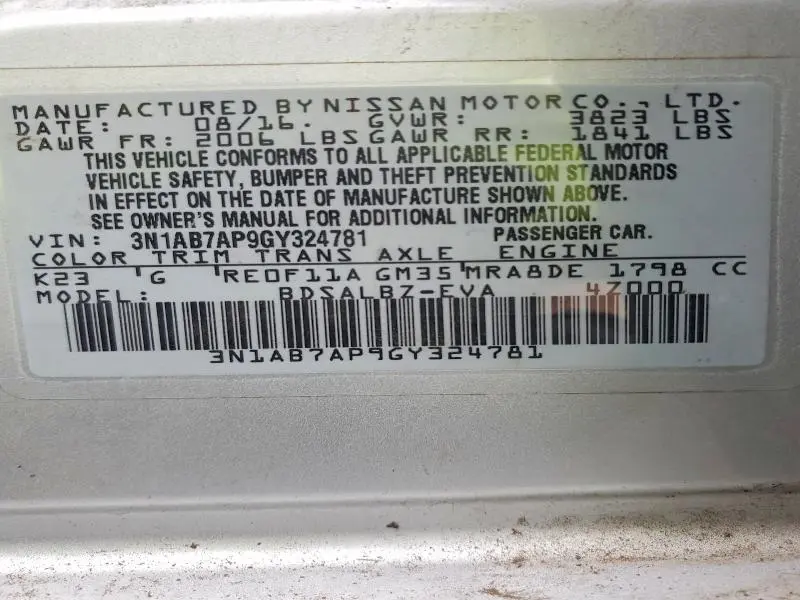 MANUFACTURED BY NISSAN MOTOR CO., LTD.
DATE: 08/16. GVWR: 3823 LBS
GAWR FR: 2006 LBS GAWR RR: 1841 LBS
THIS VEHICLE CONFORMS TO ALL APPLICABLE FEDERAL MOTOR
VEHICLE SAFETY, BUMPER AND THEFT PREVENTION STANDARDS
IN EFFECT ON THE DATE OF MANUFACTURE SHOWN ABOVE.
SEE OWNER'S MANUAL FOR ADDITIONAL INFORMATION.
VIN: 3N1AB7AP9GY324781 PASSENGER CAR.
COLOR TRIM TRANS AXLE ENGINE
K23 G RE0F11A GM35 MRA8DE 1798 CC
MODEL: BDSALBZ-EVA 4Z000
3N1AB7AP9GY324781